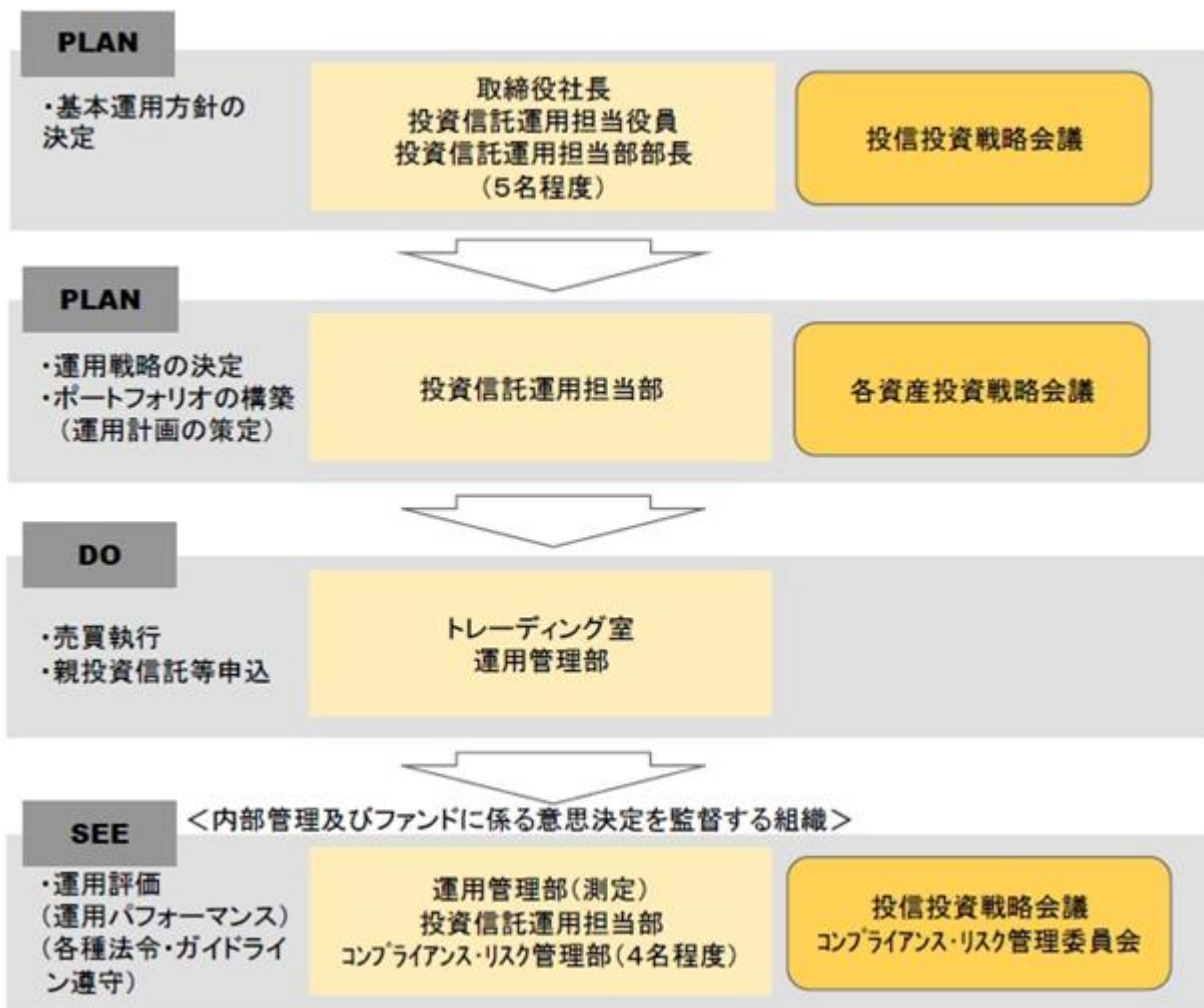 PLAN
・基本運用方針の
決定
取締役社長
投資信託運用担当役員
投資信託運用担当部部長
(5名程度)
投信投資戦略会議
PLAN
・運用戦略の決定
・ポートフォリオの構築
(運用計画の策定)
投資信託運用担当部
各資産投資戦略会議
DO
・売買執行
・親投資信託等申込
トレーディング室
運用管理部
SEE
＜内部管理及びファンドに係る意思決定を監督する組織＞
・運用評価
(運用パフォーマンス)
(各種法令・ガイドライ
ン遵守)
運用管理部(測定)
投資信託運用担当部
ｺﾝﾌﾟﾗｲｱﾝｽ・ﾘｽｸ管理部(4名程度)
投信投資戦略会議
ｺﾝﾌﾟﾗｲｱﾝｽ・ﾘｽｸ管理委員会